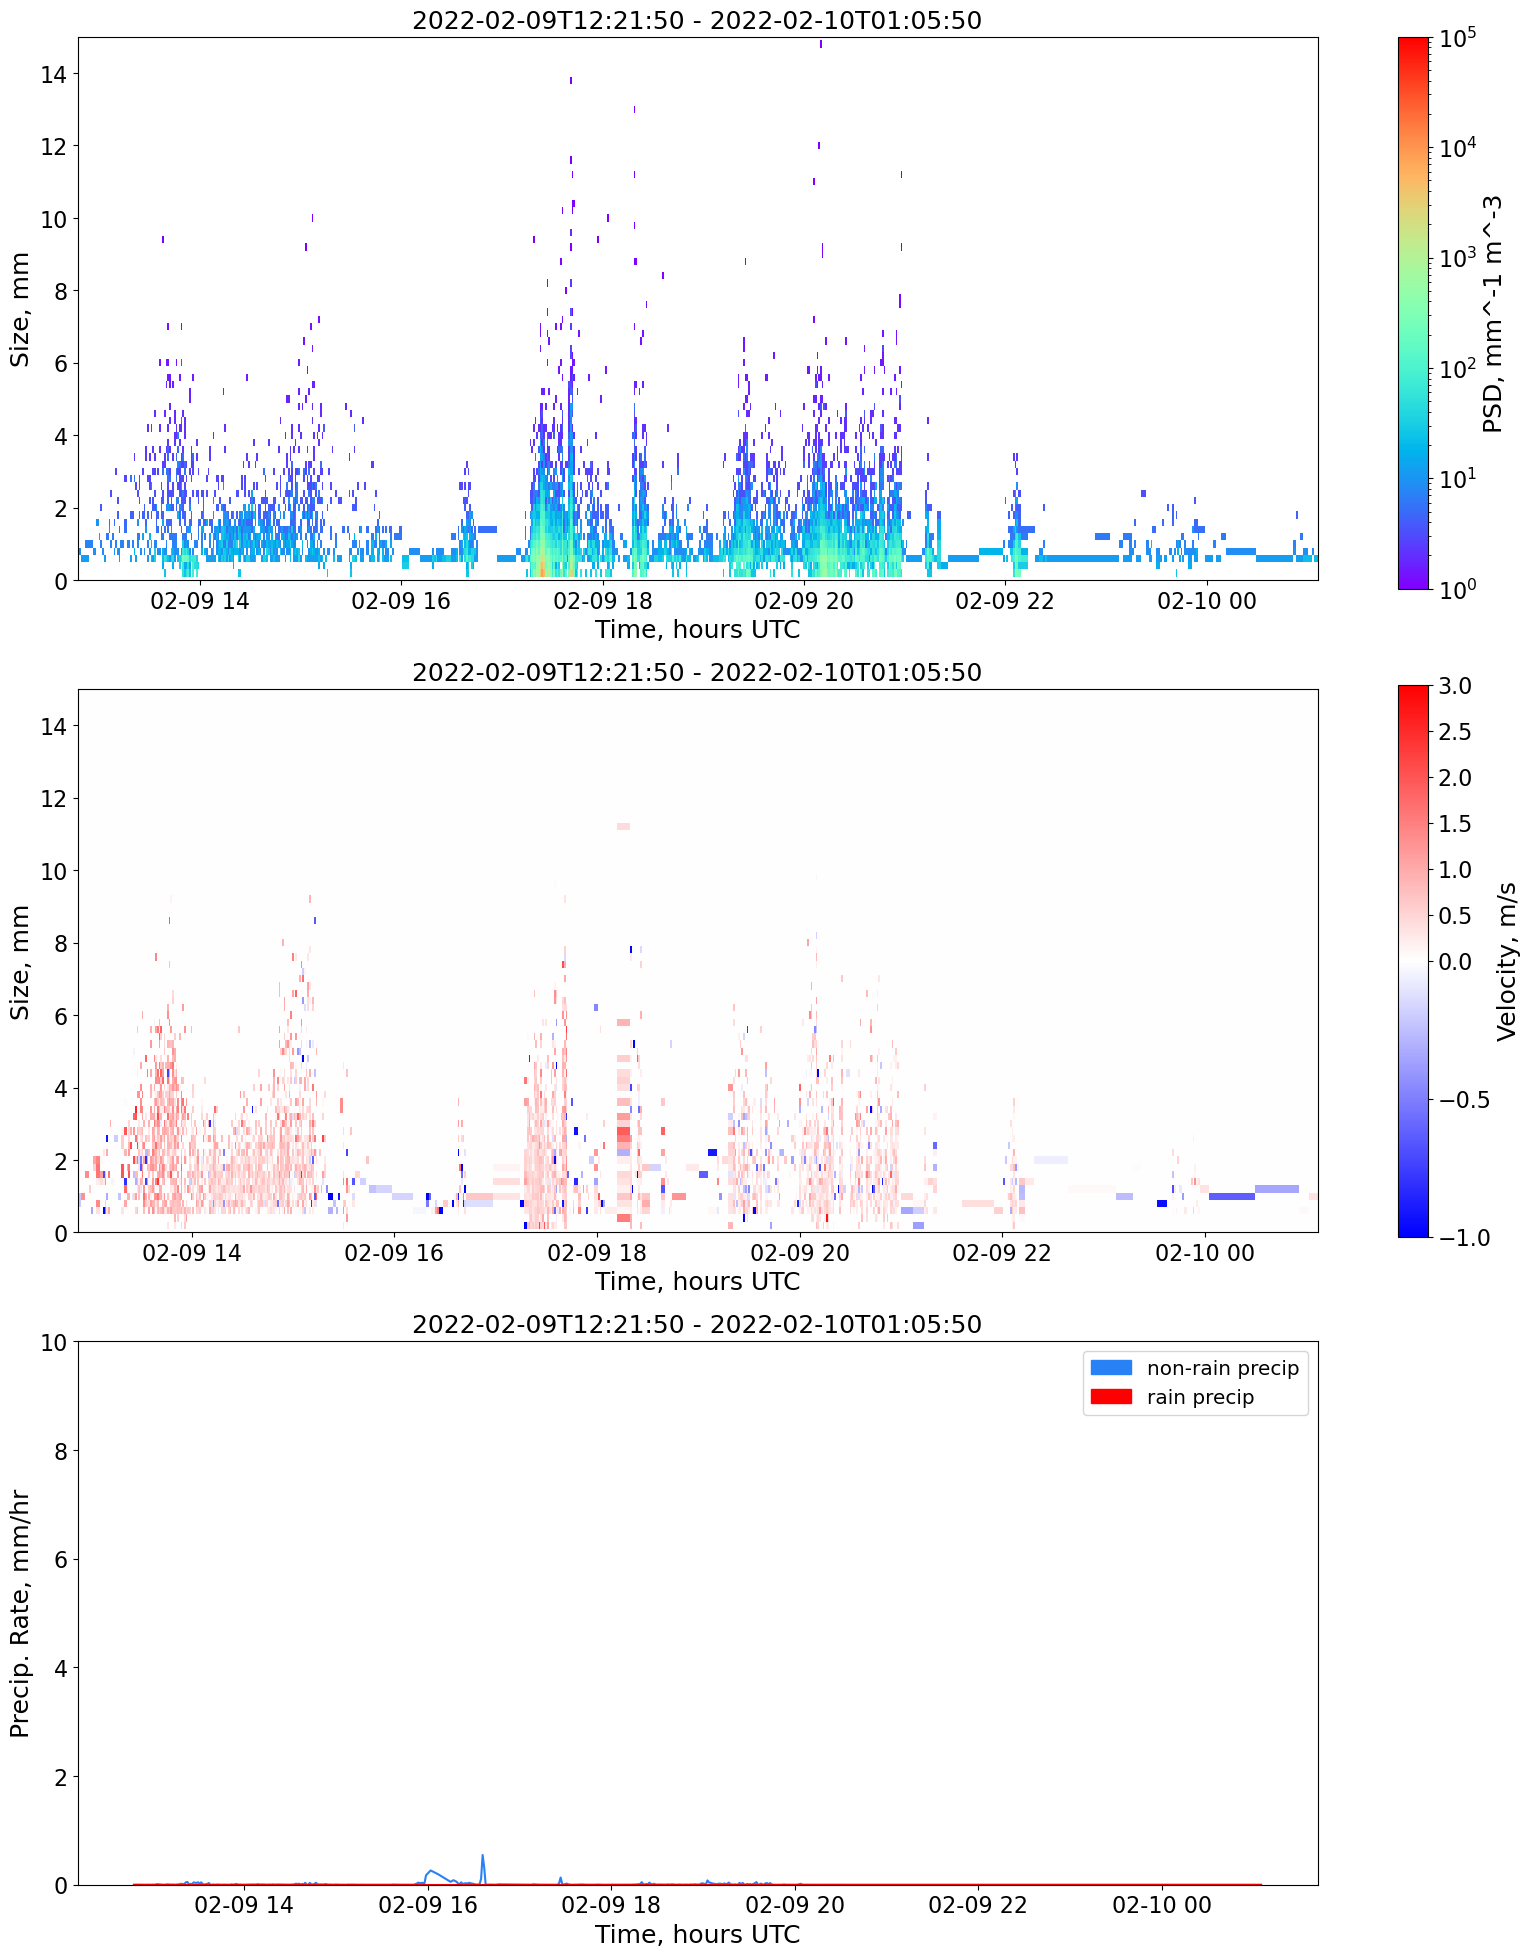 2022-02-09T12:21:50 - 2022-02-10T01:05:50
Size, mm
14
12
10
8
6
4
2
0
02-09 14 02-09 16 02-09 18 02-09 20 02-09 22 02-10 00
Time, hours UTC
10^5
10^4
10^3
10^2
10^1
10^0
PSD, mm^-1 m^-3
2022-02-09T12:21:50 - 2022-02-10T01:05:50
Size, mm
14
12
10
8
6
4
2
0
02-09 14 02-09 16 02-09 18 02-09 20 02-09 22 02-10 00
Time, hours UTC
3.0
2.5
2.0
1.5
1.0
0.5
0.0
−0.5
−1.0
Velocity, m/s
2022-02-09T12:21:50 - 2022-02-10T01:05:50
Precip. Rate, mm/hr
10
8
6
4
2
0
non-rain precip
rain precip
02-09 14 02-09 16 02-09 18 02-09 20 02-09 22 02-10 00
Time, hours UTC